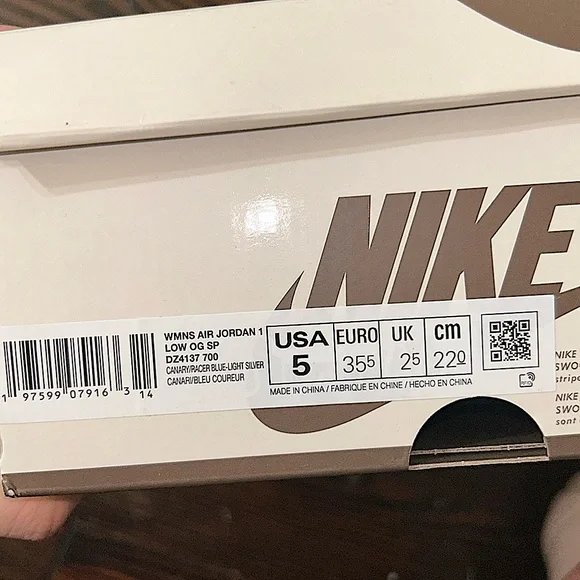 NIKE
WMNS AIR JORDAN 1
LOW OG SP
DZ4137 700
CANARY/RACER BLUE-LIGHT SILVER
CANARI/BLEU COUREUR
USA
5
EURO
35.5
UK
2.5
cm
22.0
MADE IN CHINA / FABRIQUE EN CHINE / HECHO EN CHINA
1 97599 07916 3 14
NIKE
SWOO
stripe
NIKE
SWOO
sont